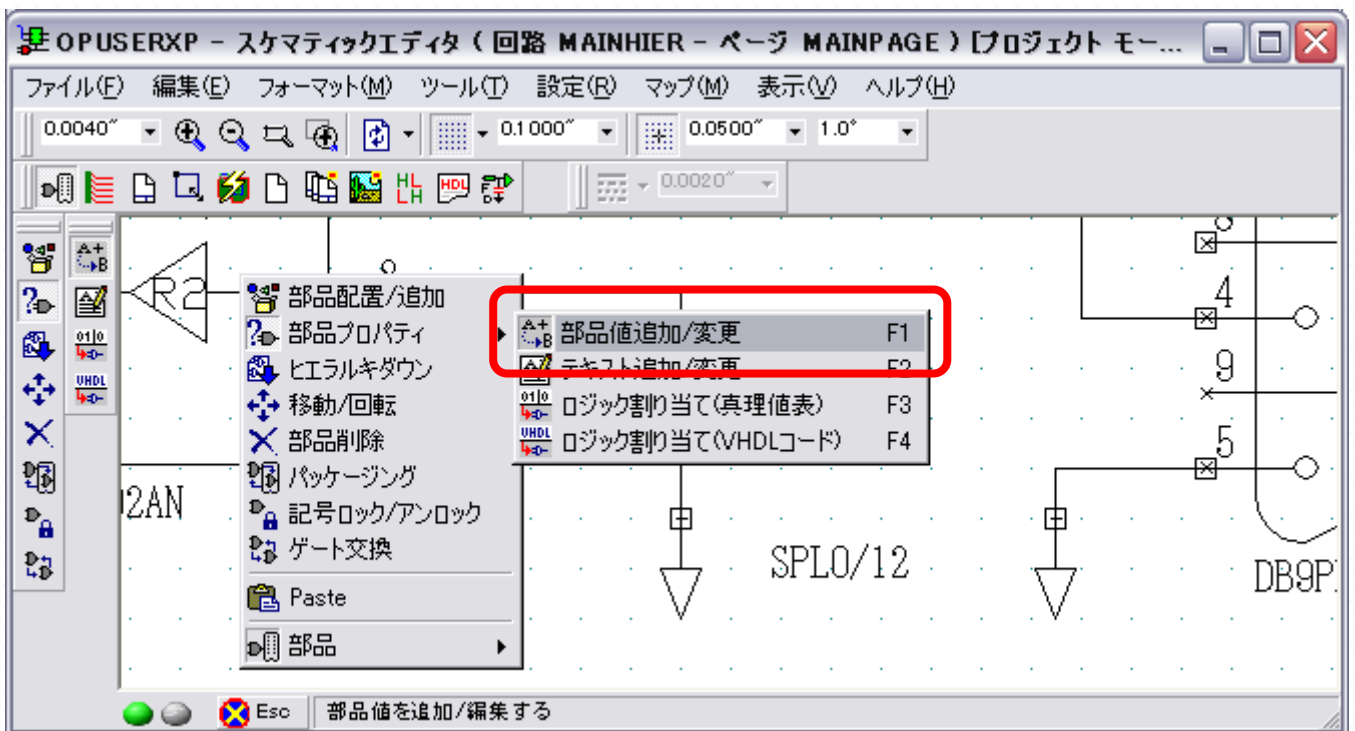 OPUSERXP - スケマティックエディタ ( 回路 MAINHIER - ページ MAINPAGE ) [プロジェクト モー...
ファイル(F) 編集(E) フォーマット(M) ツール(T) 設定(R) マップ(M) 表示(V) ヘルプ(H)
0.0040" 0.1000" 0.0500" 1.0°
HL LH HDL 0.0020"
A+ B
R2
4
部品配置/追加
部品プロパティ
部品値追加/変更 F1
ヒエラルキダウン
テキスト追加/変更 F2
9
移動/回転
ロジック割り当て(真理値表) F3
部品削除
ロジック割り当て(VHDLコード) F4
5
パッケージング
02AN
記号ロック/アンロック
ゲート交換
SPL0/12
DB9P
Paste
部品
Esc 部品値を追加/編集する